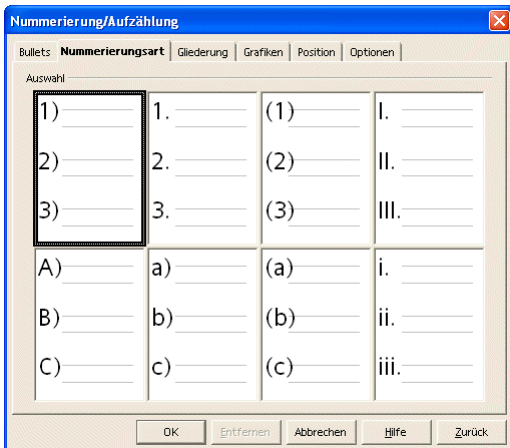 Nummerierung/Aufzählung
Bullets Nummerierungsart Gliederung Grafiken Position Optionen
Auswahl
1) 1. (1) I.
2) 2. (2) II.
3) 3. (3) III.
A) a) (a) i.
B) b) (b) ii.
C) c) (c) iii.
OK Entfernen Abbrechen Hilfe Zurück